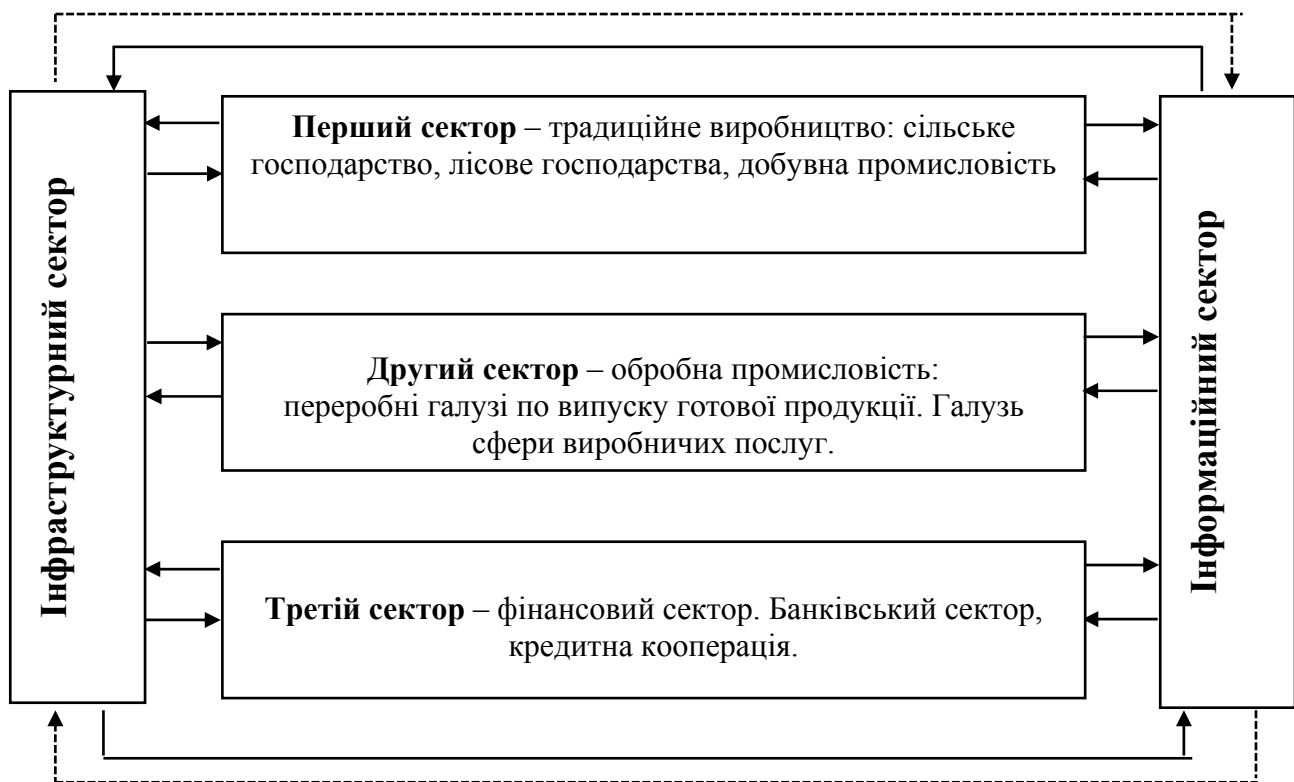 Інфраструктурний сектор
Перший сектор – традиційне виробництво: сільське
господарство, лісове господарства, добувна промисловість
Другий сектор – обробна промисловість:
переробні галузі по випуску готової продукції. Галузь
сфери виробничих послуг.
Третій сектор – фінансовий сектор. Банківський сектор,
кредитна кооперація.
Інформаційний сектор